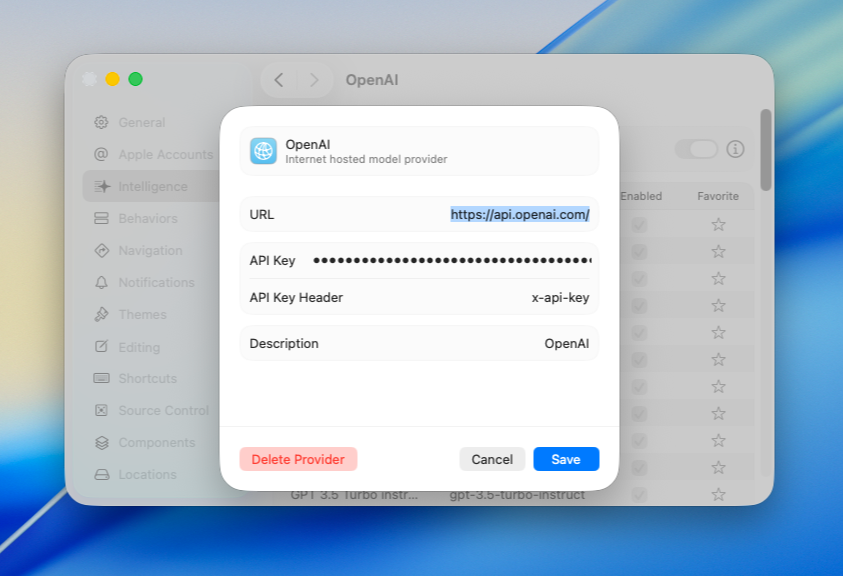 OpenAI
General
Apple Accounts
Intelligence
Behaviors
Navigation
Notifications
Themes
Editing
Shortcuts
Source Control
Components
Locations
Enabled
Favorite
OpenAI
Internet hosted model provider
URL
https://api.openai.com/
API Key
API Key Header
x-api-key
Description
OpenAI
Delete Provider
Cancel
Save
GPT 3.5 Turbo Instr...
gpt-3.5-turbo-instruct